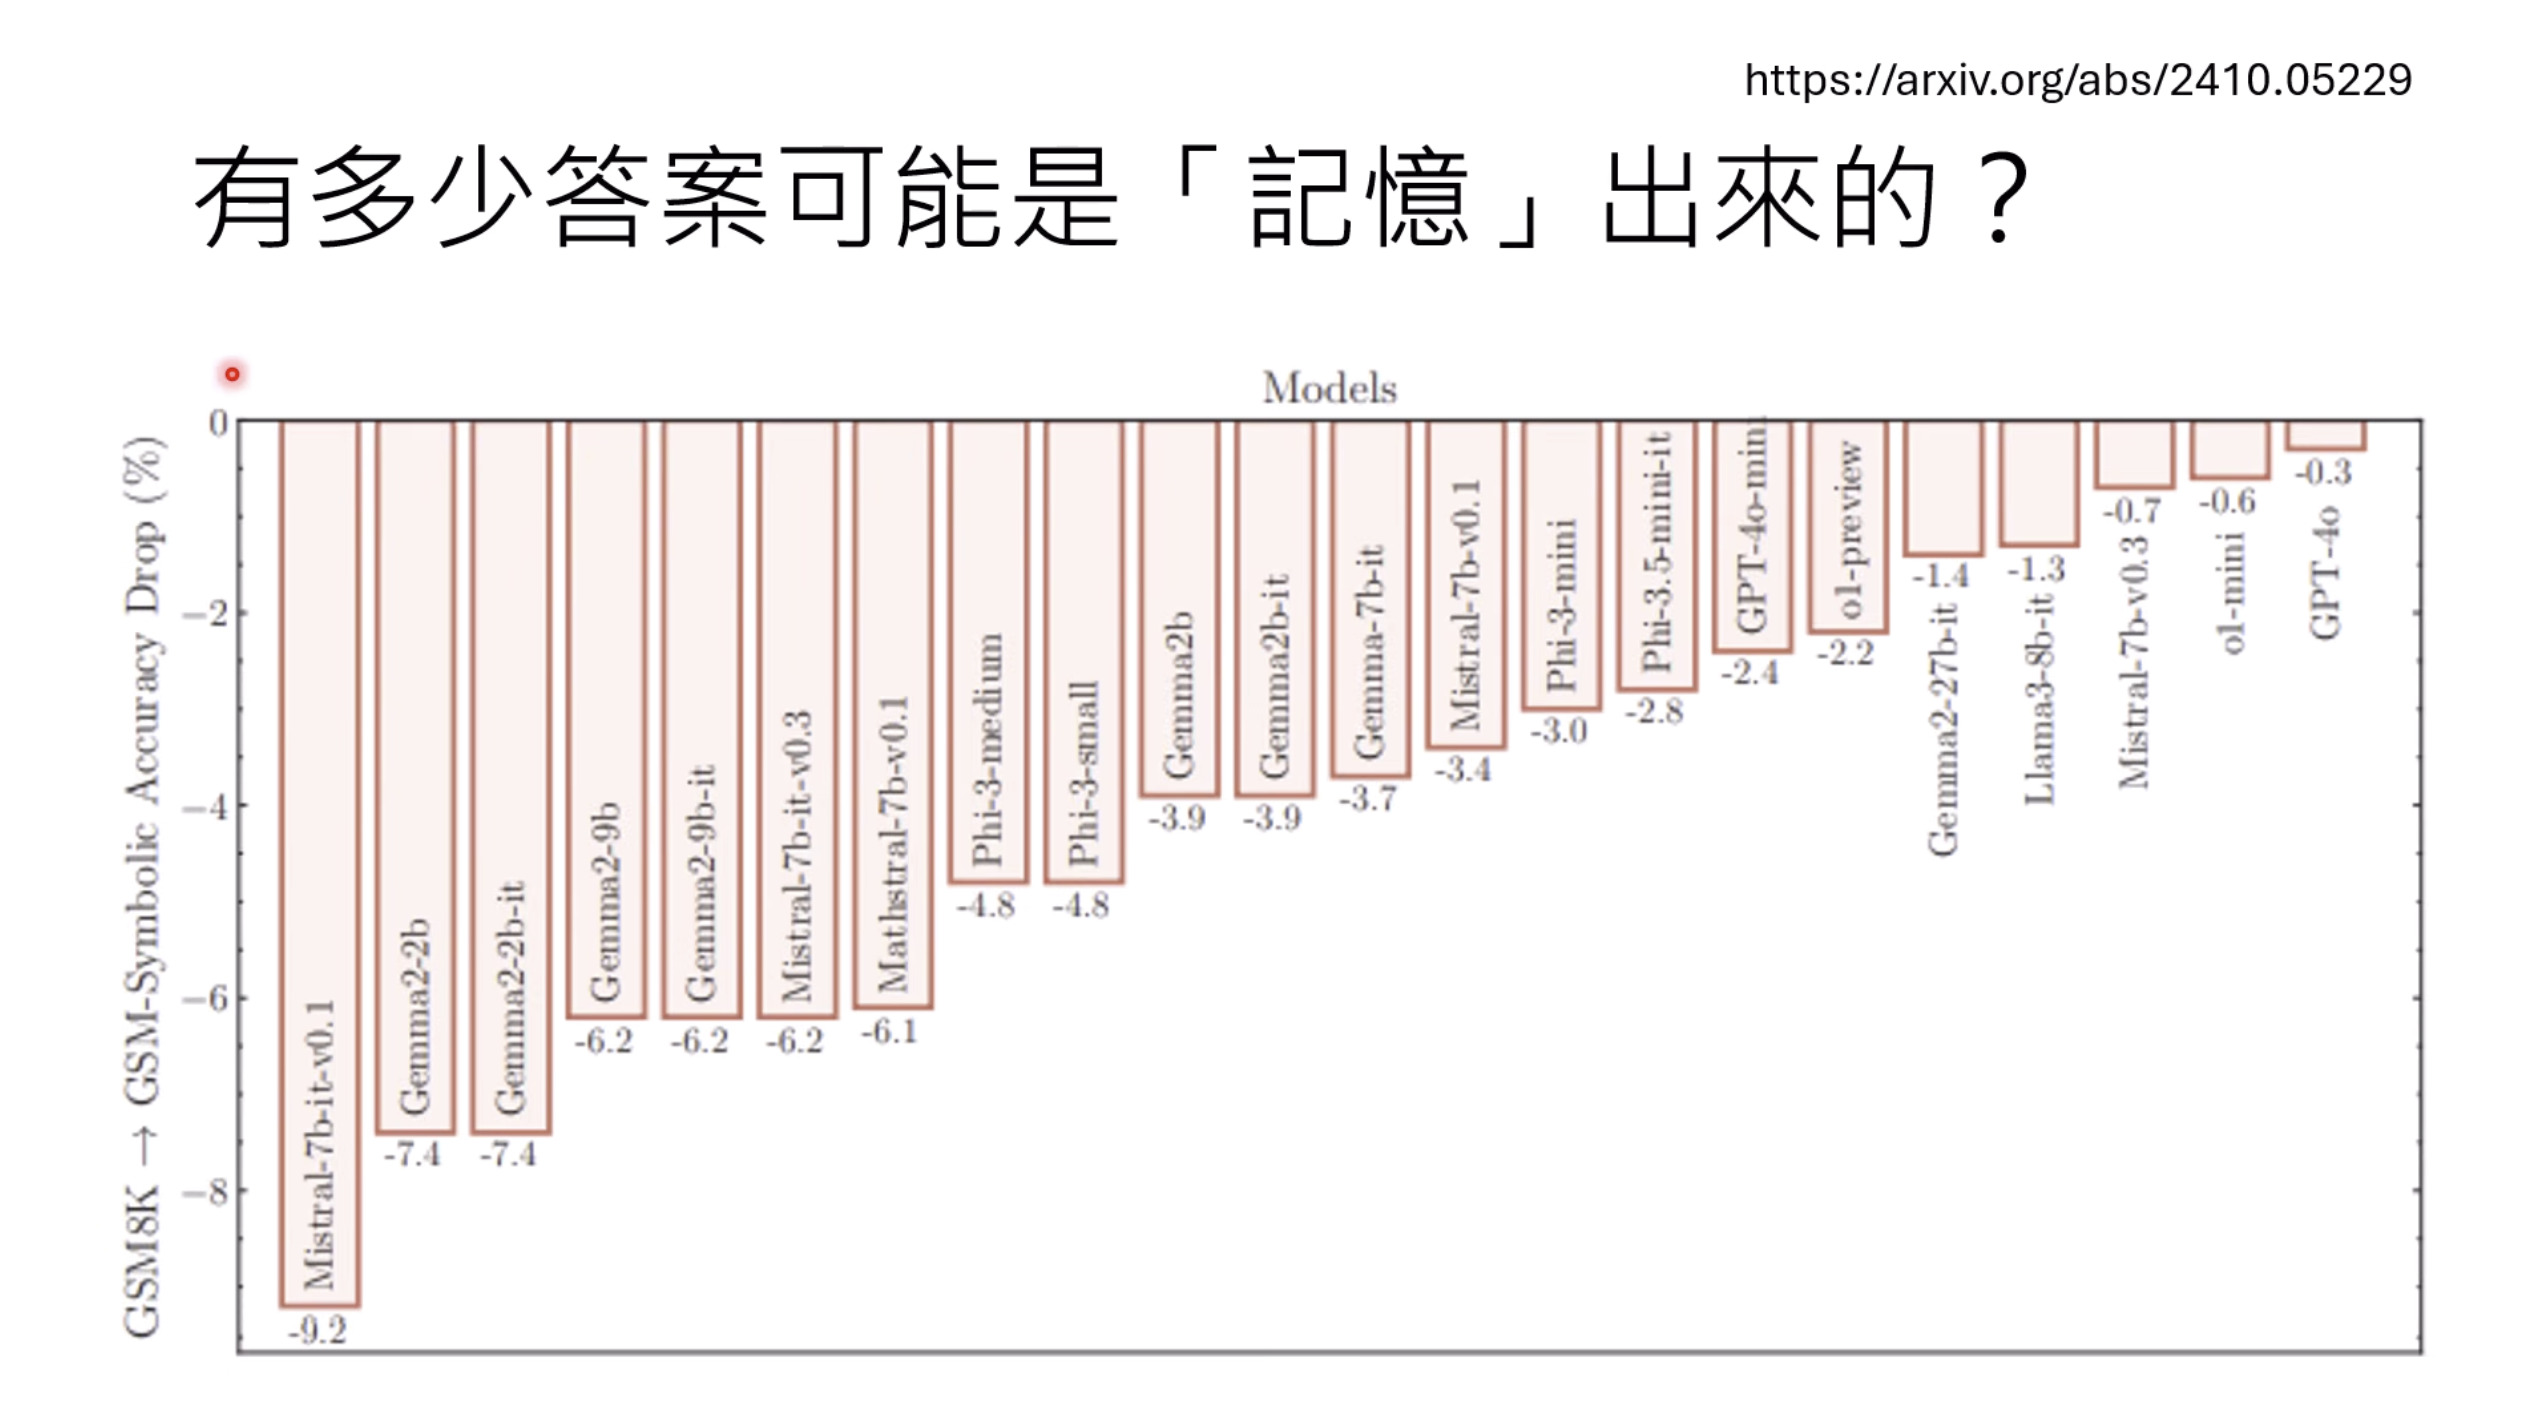 https://arxiv.org/abs/2410.05229
有多少答案可能是「記憶」出來的？
Models
GSM8K → GSM-Symbolic Accuracy Drop (%)
0
−2
−4
−6
−8
Mistral-7b-it-v0.1
-9.2
Gemma2-2b
-7.4
Gemma2-2b-it
-7.4
Gemma2-9b
-6.2
Gemma2-9b-it
-6.2
Mistral-7b-it-v0.3
-6.2
Mathstral-7b-v0.1
-6.1
Phi-3-medium
-4.8
Phi-3-small
-4.8
Gemma2b
-3.9
Gemma2b-it
-3.9
Gemma-7b-it
-3.7
Mistral-7b-v0.1
-3.4
Phi-3-mini
-3.0
Phi-3.5-mini-it
-2.8
GPT-4o-mini
-2.4
o1-preview
-2.2
-1.4
Gemma2-27b-it
-1.3
Llama3-8b-it
-0.7
Mistral-7b-v0.3
-0.6
o1-mini
-0.3
GPT-4o